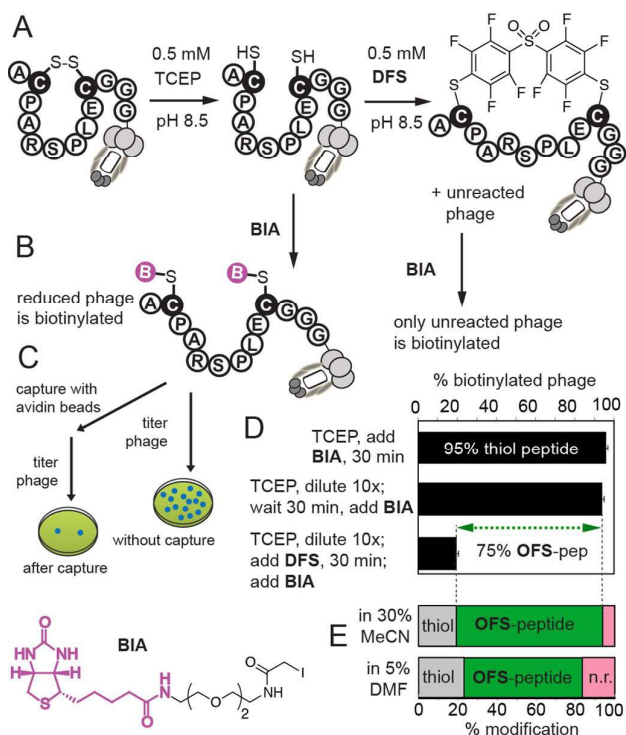 A
0.5 mM
TCEP
pH 8.5
0.5 mM
DFS
pH 8.5
S-S
A C P A R S P L E C G G G
HS
SH
A C P A R S P L E C G G G
O O
S
F F F F
F F F F
S S
A C P A R S P L E C G G G
+ unreacted
phage
BIA
only unreacted phage
is biotinylated
BIA
B
reduced phage
is biotinylated
B S
B S
A C P A R S P L E C G G G
C
capture with
avidin beads
titer
phage
titer
phage
without capture
after capture
D
% biotinylated phage
0 20 40 60 80 100
TCEP, add
BIA, 30 min
95% thiol peptide
TCEP, dilute 10x;
wait 30 min, add BIA
TCEP, dilute 10x;
add DFS, 30 min;
add BIA
75% OFS-pep
E
in 30%
MeCN
thiol
OFS-peptide
in 5%
DMF
thiol
OFS-peptide
n.r.
0 20 40 60 80 100
% modification
BIA
O
HN NH
H H
S
O
H
N
O
2
N
H
O
I